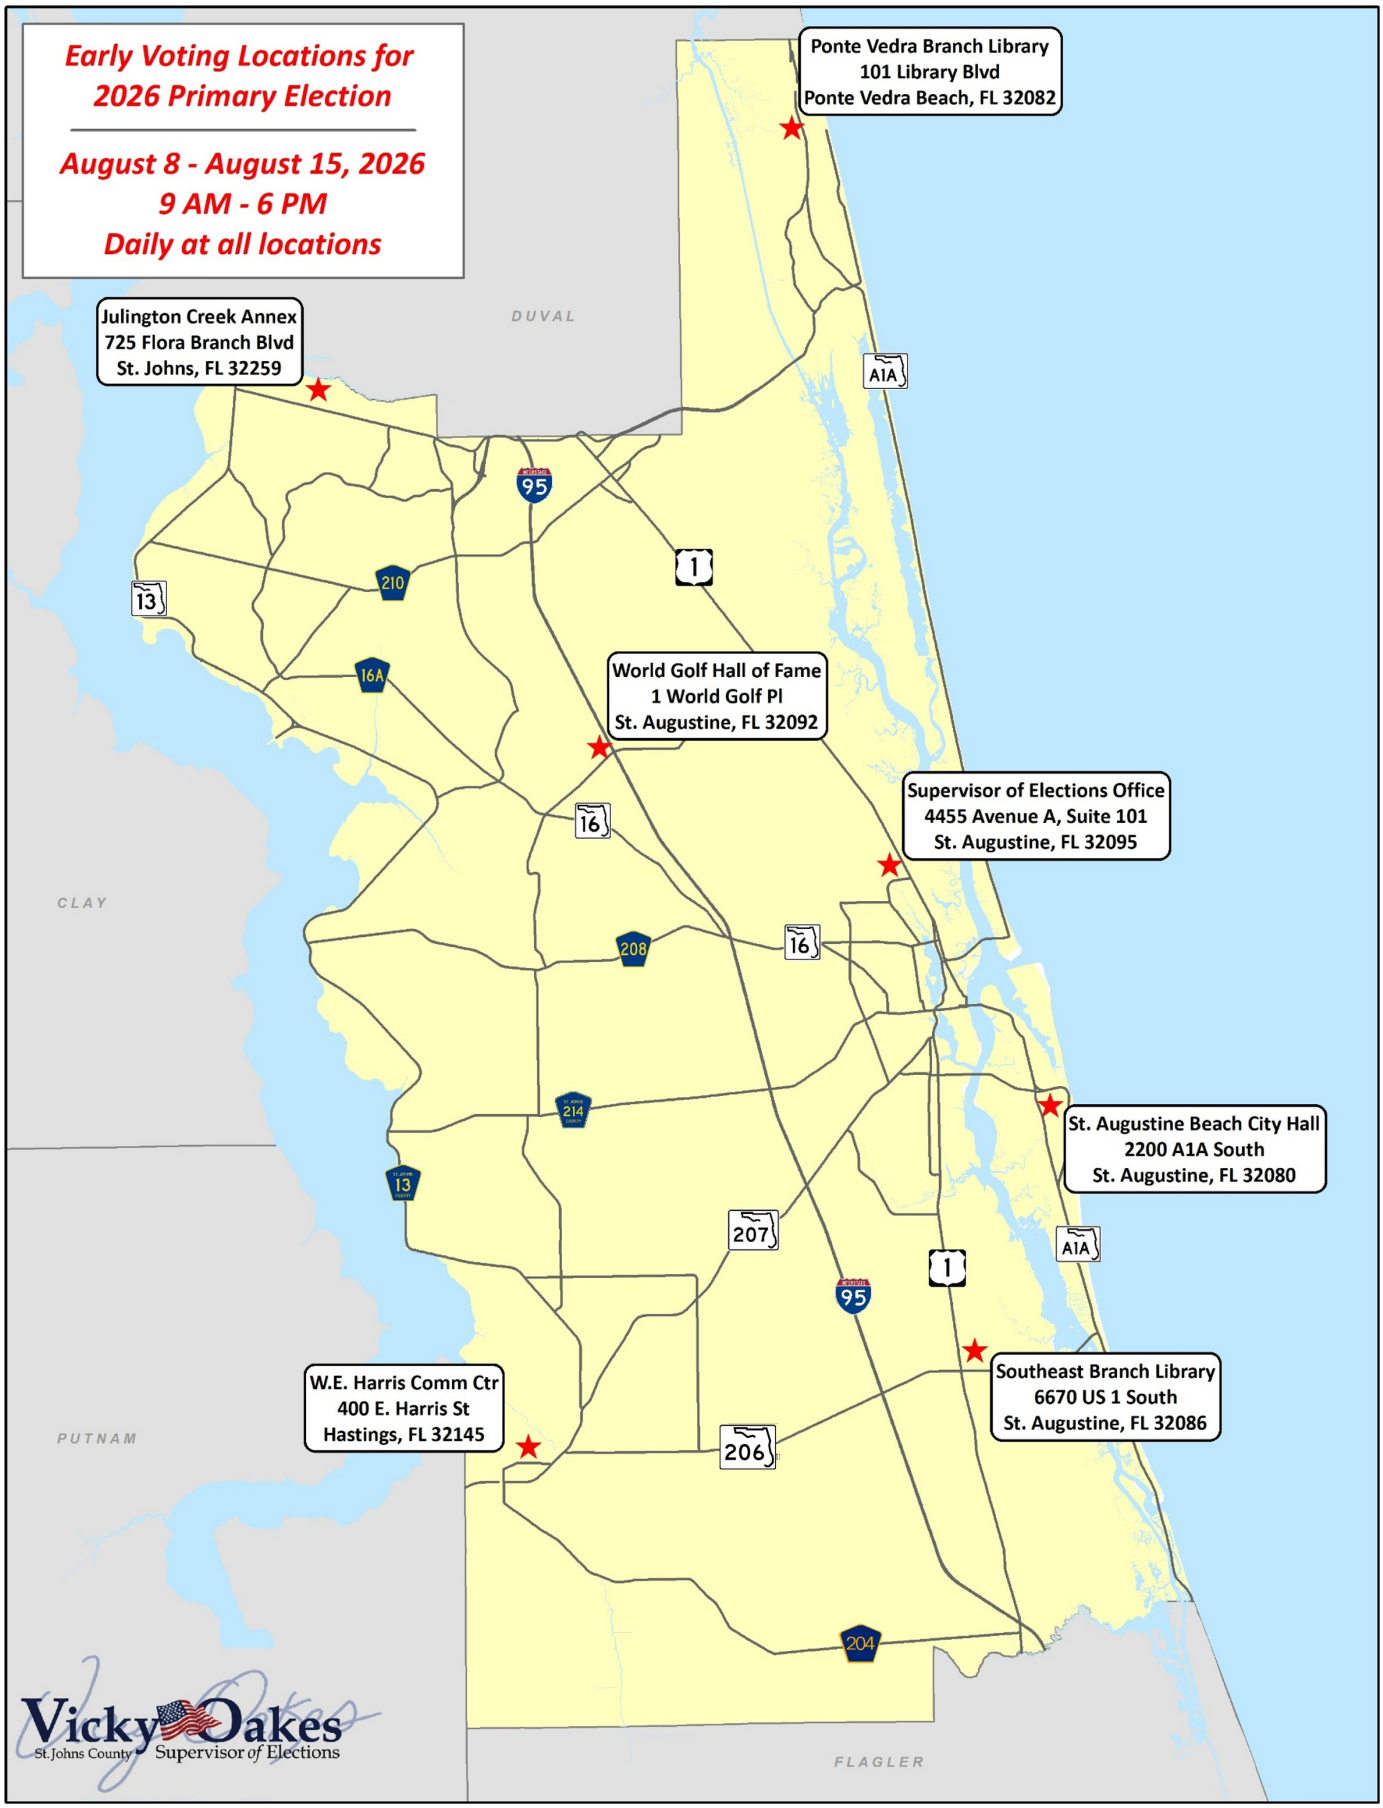 Early Voting Locations for
2026 Primary Election
August 8 - August 15, 2026
9 AM - 6 PM
Daily at all locations
Ponte Vedra Branch Library
101 Library Blvd
Ponte Vedra Beach, FL 32082
Julington Creek Annex
725 Flora Branch Blvd
St. Johns, FL 32259
DUVAL
A1A
95
1
210
13
16A
World Golf Hall of Fame
1 World Golf Pl
St. Augustine, FL 32092
Supervisor of Elections Office
4455 Avenue A, Suite 101
St. Augustine, FL 32095
16
CLAY
208
16
ST. JOHNS
214
COUNTY
St. Augustine Beach City Hall
2200 A1A South
St. Augustine, FL 32080
ST. JOHNS
13
COUNTY
207
A1A
1
95
Southeast Branch Library
6670 US 1 South
St. Augustine, FL 32086
W.E. Harris Comm Ctr
400 E. Harris St
Hastings, FL 32145
PUTNAM
206
204
Vicky Oakes
St. Johns County Supervisor of Elections
FLAGLER